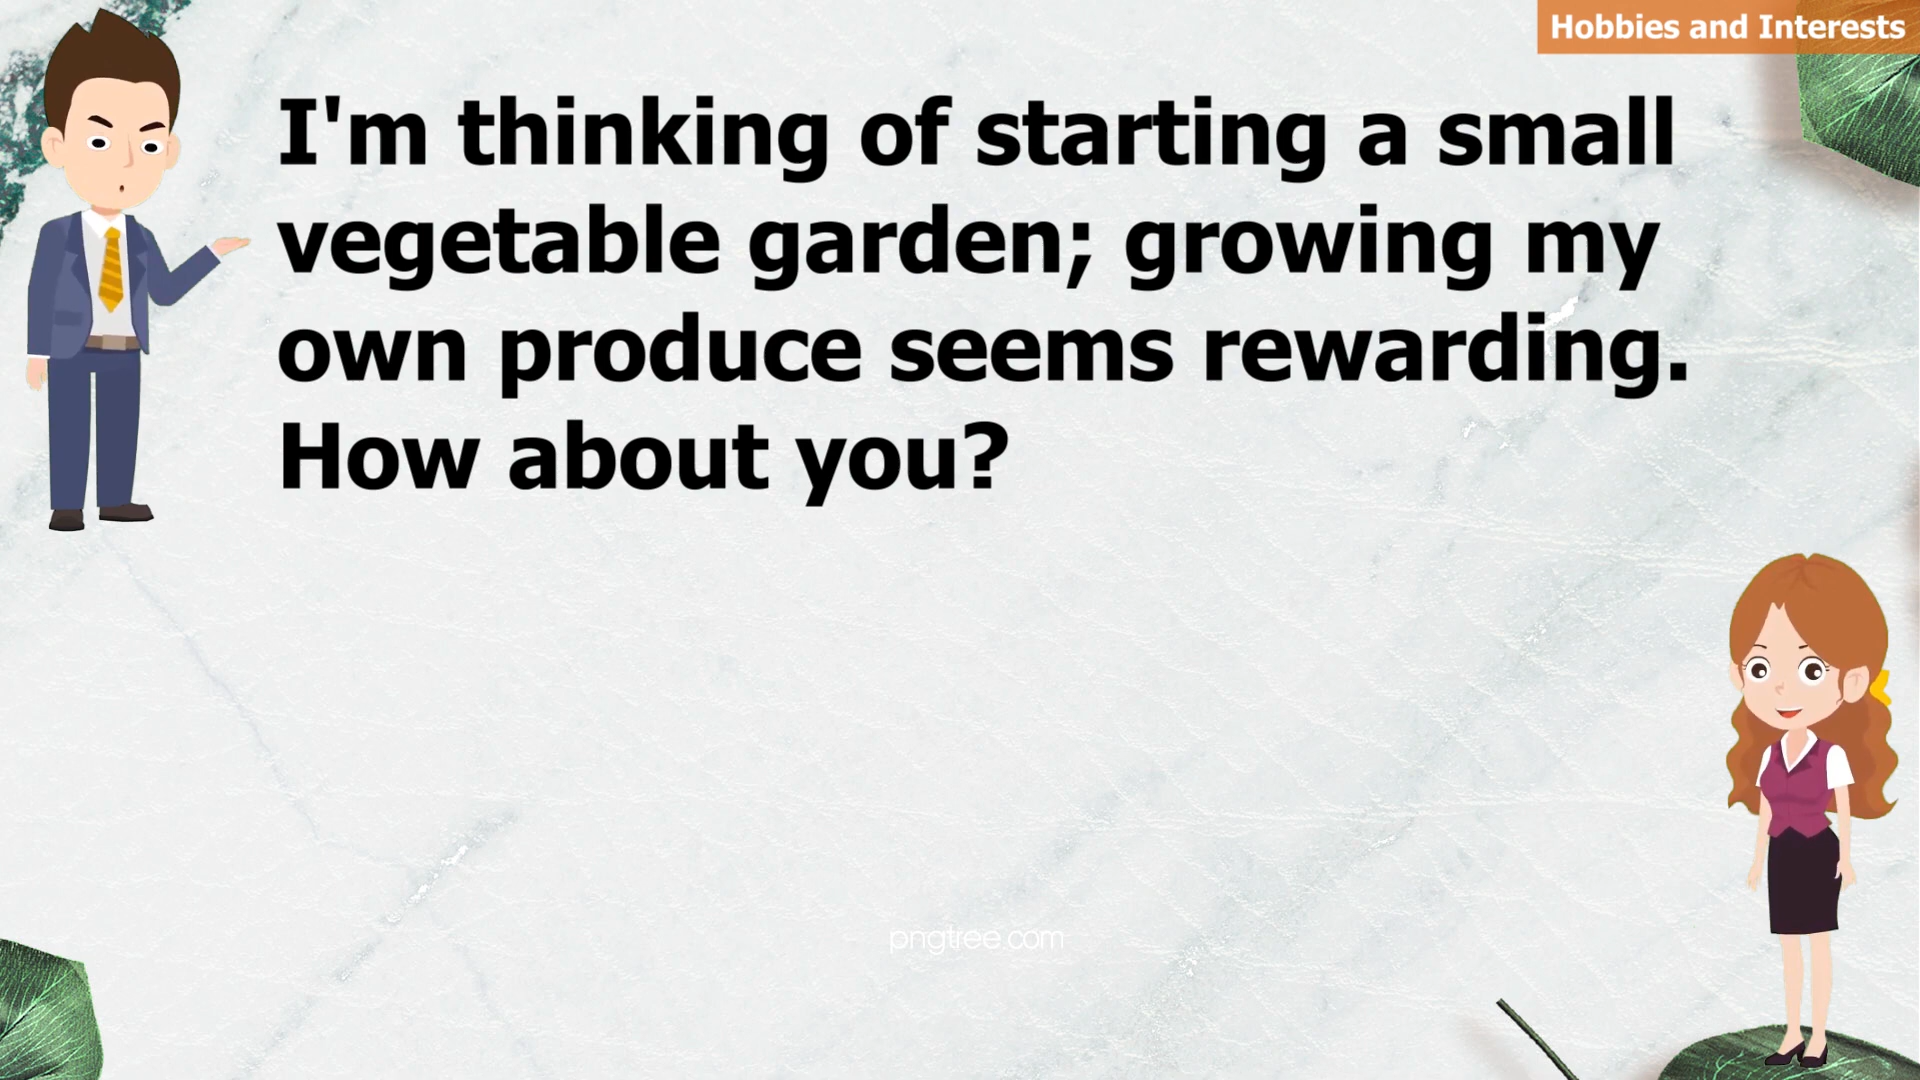 Hobbies and Interests
I'm thinking of starting a small
vegetable garden; growing my
own produce seems rewarding.
How about you?
pngtree.com